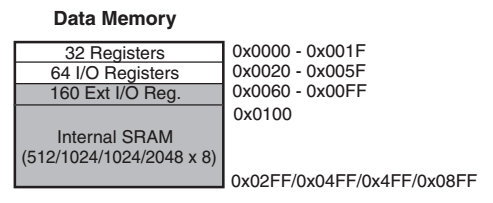 Data Memory
32 Registers 0x0000 - 0x001F
64 I/O Registers 0x0020 - 0x005F
160 Ext I/O Reg. 0x0060 - 0x00FF
0x0100
Internal SRAM
(512/1024/1024/2048 x 8)
0x02FF/0x04FF/0x4FF/0x08FF